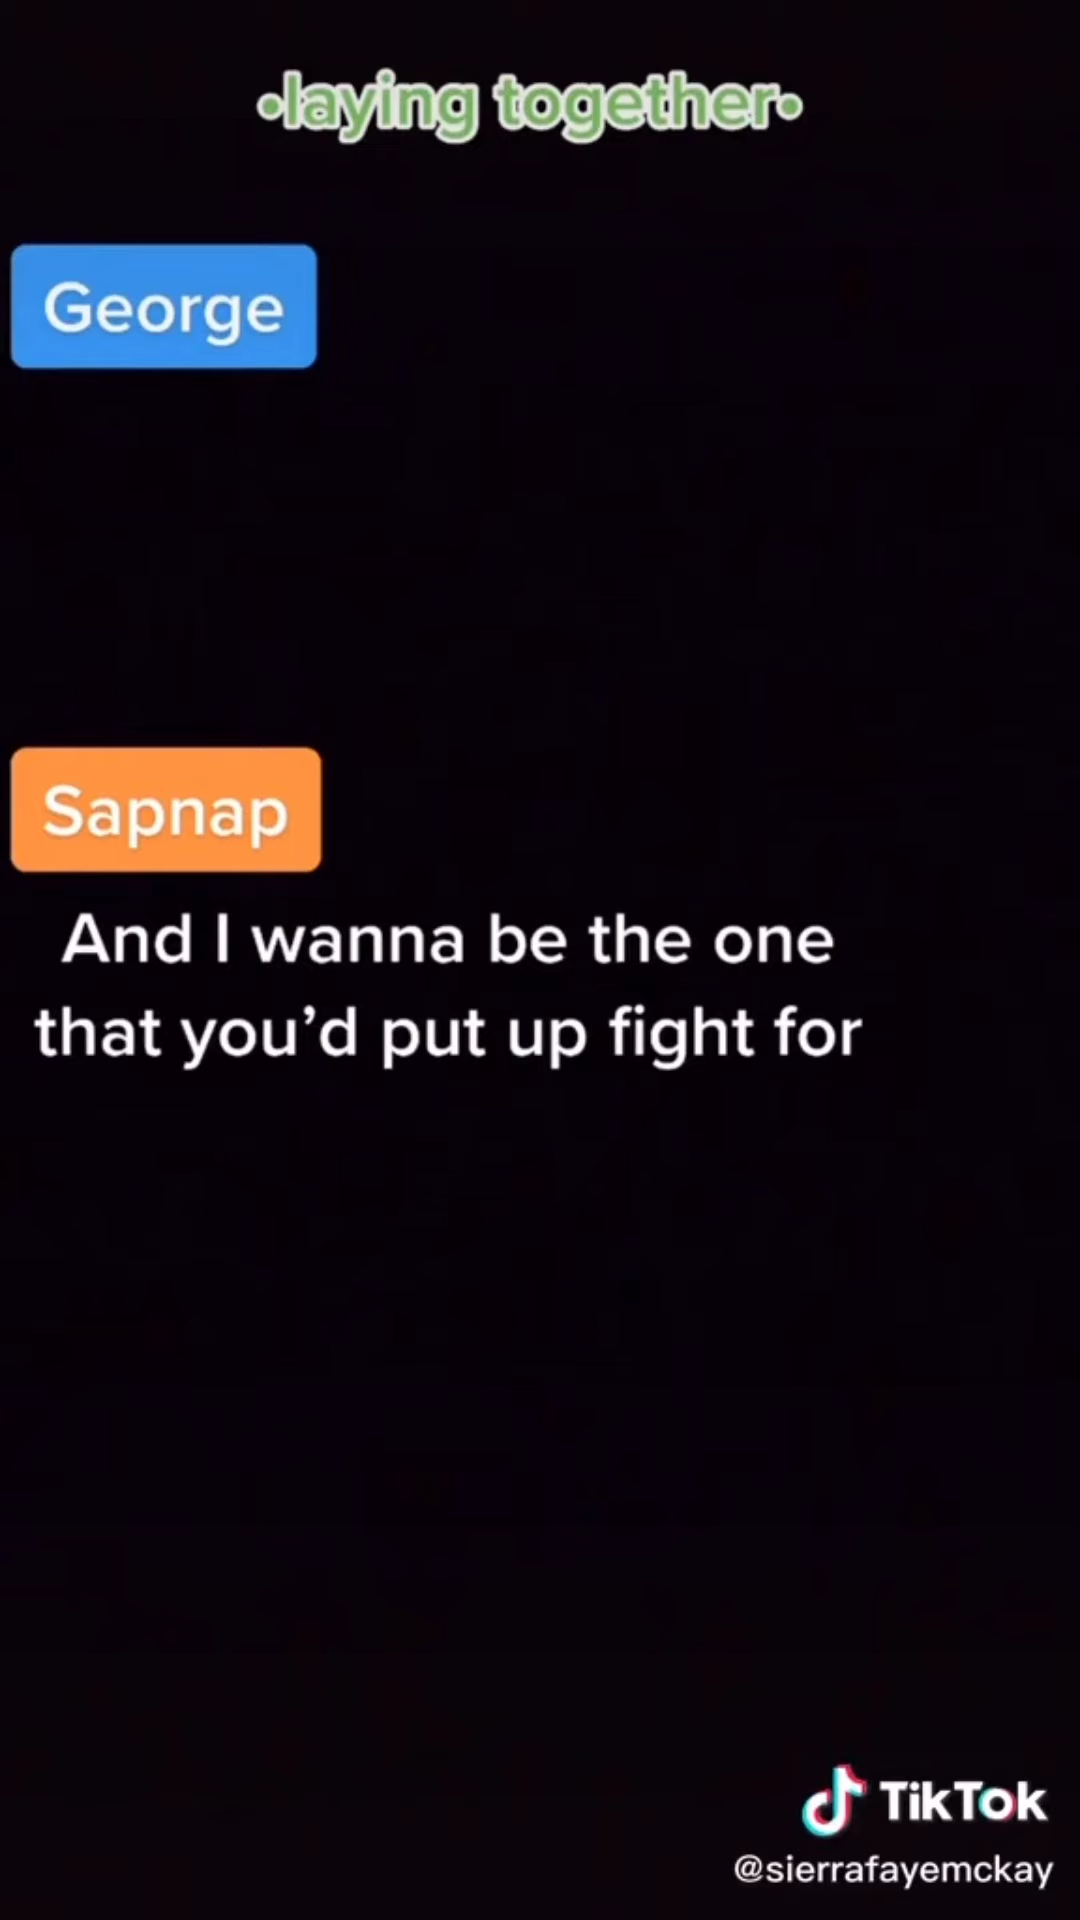 •laying together•
George
Sapnap
And I wanna be the one
that you’d put up fight for
TikTok
@sierrafayemckay